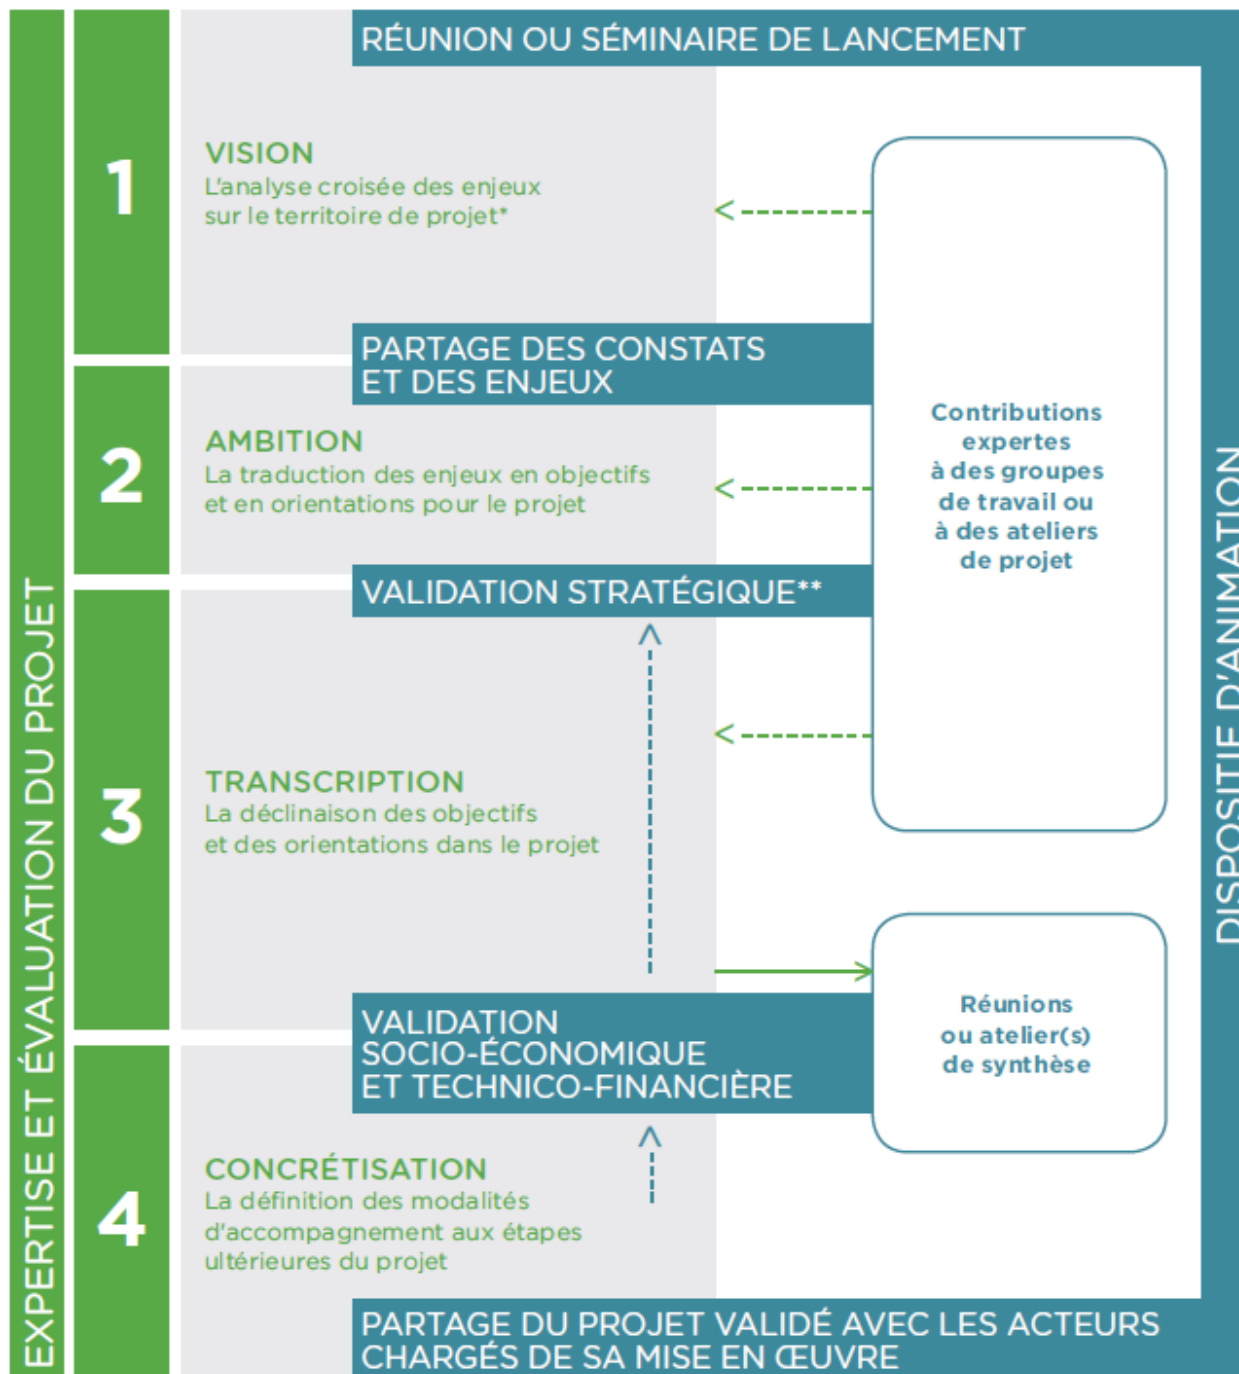 EXPERTISE ET ÉVALUATION DU PROJET
RÉUNION OU SÉMINAIRE DE LANCEMENT
1
VISION
L'analyse croisée des enjeux
sur le territoire de projet*
PARTAGE DES CONSTATS
ET DES ENJEUX
2
AMBITION
La traduction des enjeux en objectifs
et en orientations pour le projet
VALIDATION STRATÉGIQUE**
3
TRANSCRIPTION
La déclinaison des objectifs
et des orientations dans le projet
VALIDATION
SOCIO-ÉCONOMIQUE
ET TECHNICO-FINANCIÈRE
4
CONCRÉTISATION
La définition des modalités
d'accompagnement aux étapes
ultérieures du projet
PARTAGE DU PROJET VALIDÉ AVEC LES ACTEURS
CHARGÉS DE SA MISE EN ŒUVRE
Contributions
expertes
à des groupes
de travail ou
à des ateliers
de projet
Réunions
ou atelier(s)
de synthèse
DISPOSITIF D'ANIMATION